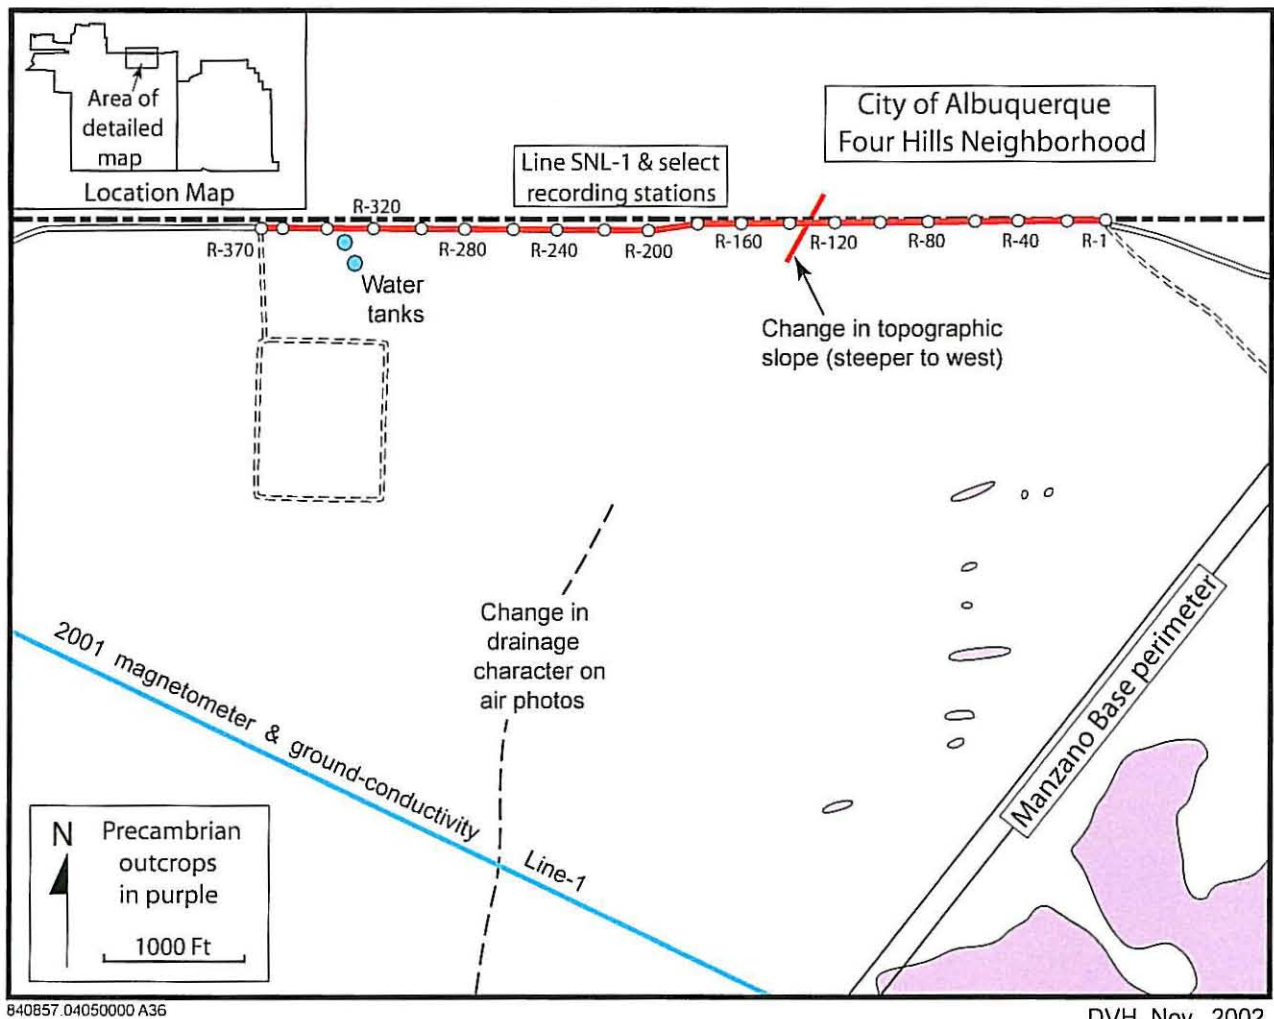 Area of
detailed
map
Location Map
City of Albuquerque
Four Hills Neighborhood
Line SNL-1 & select
recording stations
R-320
R-370
R-280
R-240
R-200
R-160
R-120
R-80
R-40
R-1
Water
tanks
Change in topographic
slope (steeper to west)
Change in
drainage
character on
air photos
2001 magnetometer & ground-conductivity Line-1
Manzano Base perimeter
N
Precambrian
outcrops
in purple
1000 Ft
840857.04050000 A36
DVH, Nov., 2002